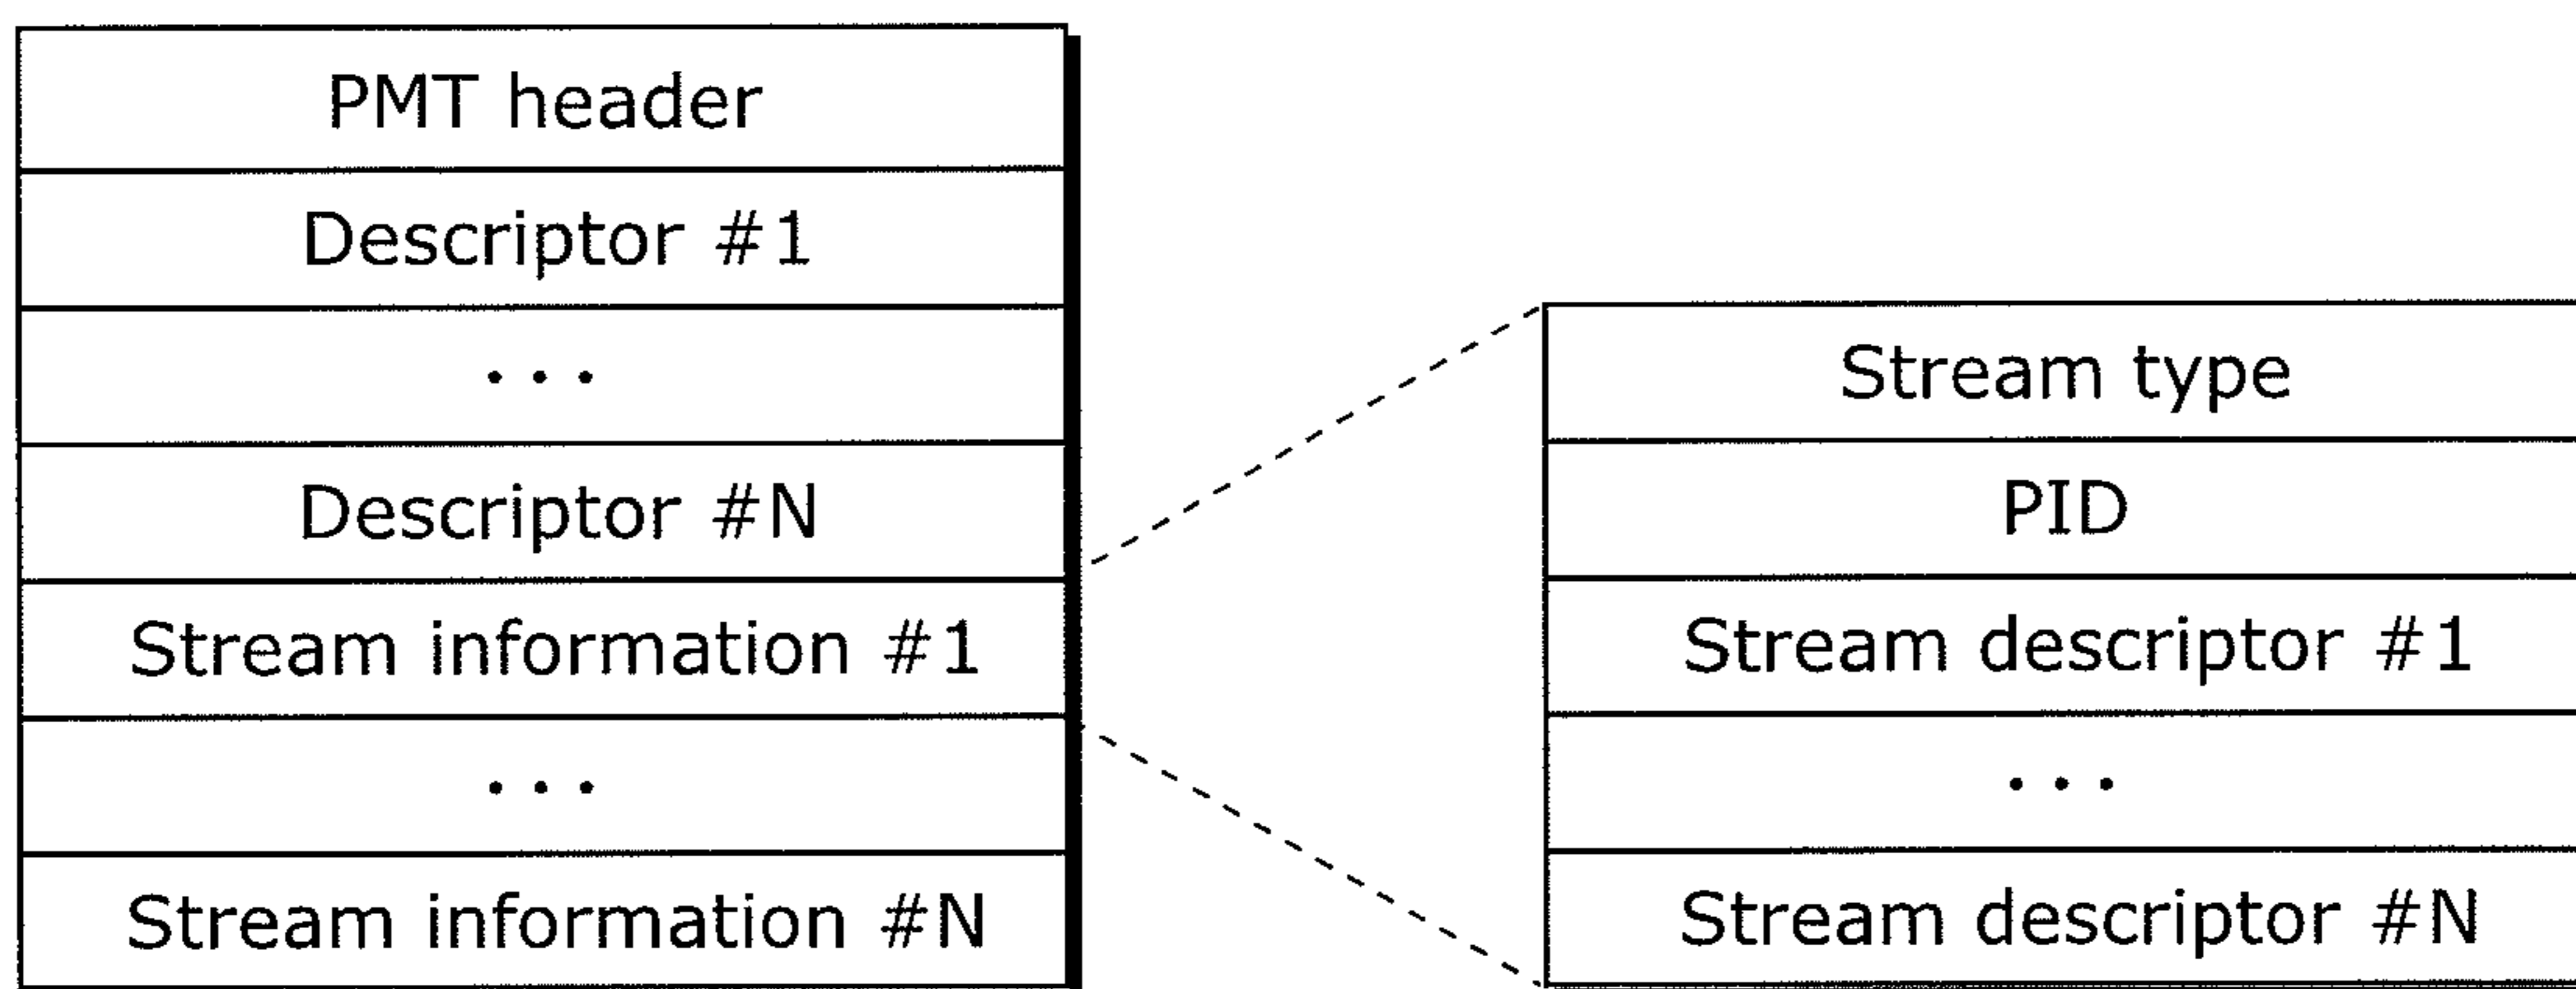 PMT header
Descriptor #1
...
Descriptor #N
Stream information #1
...
Stream information #N
Stream type
PID
Stream descriptor #1
...
Stream descriptor #N